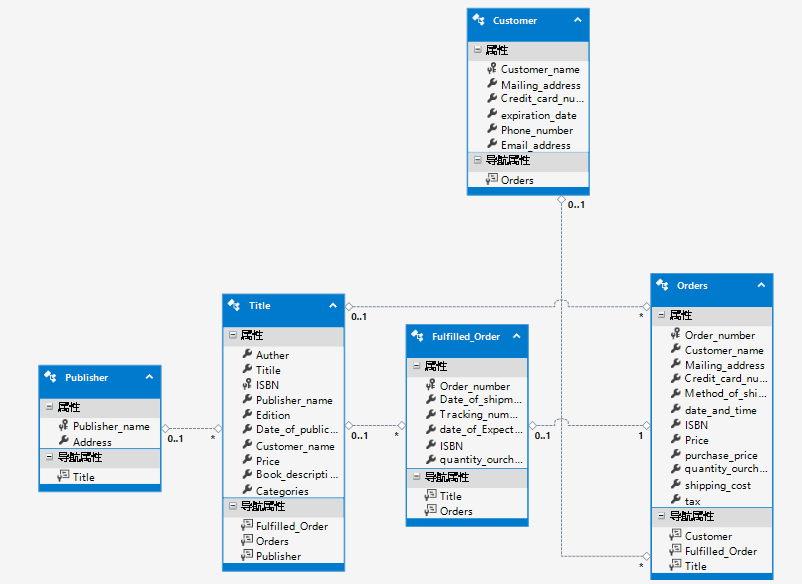 Customer
属性
Customer_name
Mailing_address
Credit_card_nu...
expiration_date
Phone_number
Email_address
导航属性
Orders
0..1
Publisher
属性
Publisher_name
Address
导航属性
Title
0..1
*
Title
属性
Auther
Titile
ISBN
Publisher_name
Edition
Date_of_public...
Customer_name
Price
Book_descripti...
Categories
导航属性
Fulfilled_Order
Orders
Publisher
0..1
*
0..1
*
Fulfilled_Order
属性
Order_number
Date_of_shipm...
Tracking_num...
date_of_Expect...
ISBN
quantity_ourch...
导航属性
Title
Orders
0..1
1
Orders
属性
Order_number
Customer_name
Mailing_address
Credit_card_nu...
Method_of_shi...
date_and_time
ISBN
Price
purchase_price
quantity_ourch...
shipping_cost
tax
导航属性
Customer
Fulfilled_Order
Title
*